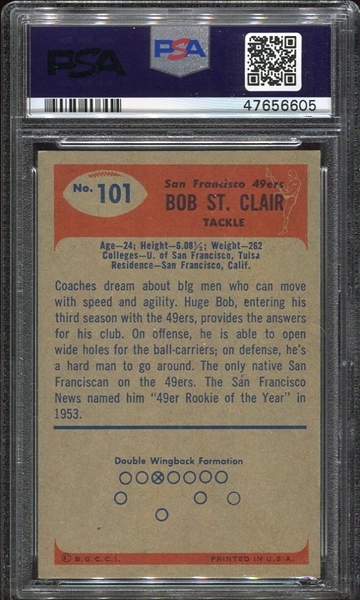 PSA
PSA
47656605
No. 101
San Francisco 49ers
BOB ST. CLAIR
TACKLE
Age—24; Height—6.08½; Weight—262
Colleges—U. of San Francisco, Tulsa
Residence—San Francisco, Calif.
Coaches dream about big men who can move
with speed and agility. Huge Bob, entering his
third season with the 49ers, provides the answers
for his club. On offense, he is able to open
wide holes for the ball-carriers; on defense, he's
a hard man to go around. The only native San
Franciscan on the 49ers. The San Francisco
News named him "49er Rookie of the Year" in
1953.
Double Wingback Formation
© B.G.C.C.I.
PRINTED IN U.S.A.